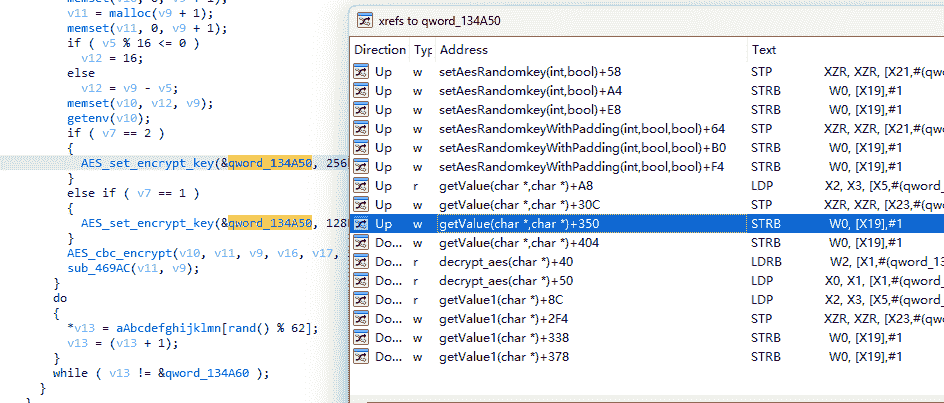 memset(v10, 0, v9 + 1);
v11 = malloc(v9 + 1);
memset(v11, 0, v9 + 1);
if ( v5 % 16 <= 0 )
v12 = 16;
else
v12 = v9 - v5;
memset(v10, v12, v9);
getenv(v10);
if ( v7 == 2 )
{
AES_set_encrypt_key(&qword_134A50, 256
}
else if ( v7 == 1 )
{
AES_set_encrypt_key(&qword_134A50, 128
}
AES_cbc_encrypt(v10, v11, v9, v16, v17,
sub_469AC(v11, v9);
}
do
{
*v13 = aAbcdefghijklmn[rand() % 62];
v13 = (v13 + 1);
}
while ( v13 != &qword_134A60 );
}
}
xrefs to qword_134A50
Direction Typ Address Text
Up w setAesRandomkey(int,bool)+58 STP XZR, XZR, [X21,#(qword_
Up w setAesRandomkey(int,bool)+A4 STRB W0, [X19],#1
Up w setAesRandomkey(int,bool)+E8 STRB W0, [X19],#1
Up w setAesRandomkeyWithPadding(int,bool,bool)+64 STP XZR, XZR, [X21,#(qword_
Up w setAesRandomkeyWithPadding(int,bool,bool)+B0 STRB W0, [X19],#1
Up w setAesRandomkeyWithPadding(int,bool,bool)+F4 STRB W0, [X19],#1
Up r getValue(char *,char *)+A8 LDP X2, X3, [X5,#(qword_
Up w getValue(char *,char *)+30C STP XZR, XZR, [X23,#(qword_
Up w getValue(char *,char *)+350 STRB W0, [X19],#1
Do... w getValue(char *,char *)+404 STRB W0, [X19],#1
Do... r decrypt_aes(char *)+40 LDRB W2, [X1,#(qword_13
Do... r decrypt_aes(char *)+50 LDP X0, X1, [X1,#(qword_
Do... r getValue1(char *)+8C LDP X2, X3, [X5,#(qword_
Do... w getValue1(char *)+2F4 STP XZR, XZR, [X23,#(qword_
Do... w getValue1(char *)+338 STRB W0, [X19],#1
Do... w getValue1(char *)+378 STRB W0, [X19],#1